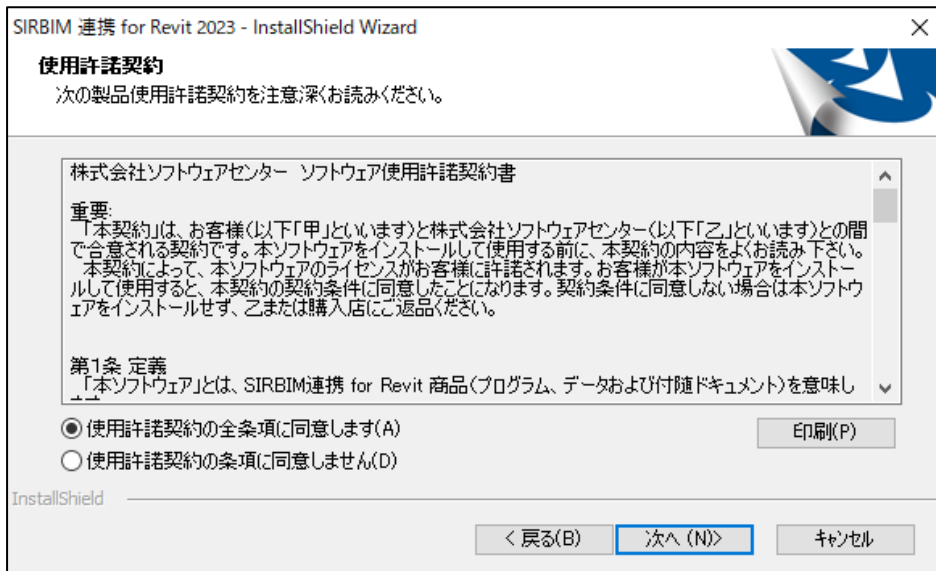 SIRBIM 連携 for Revit 2023 - InstallShield Wizard
使用許諾契約
次の製品使用許諾契約を注意深くお読みください。
株式会社ソフトウェアセンター ソフトウェア使用許諾契約書
重要:
「本契約」は、お客様(以下「甲」といいます)と株式会社ソフトウェアセンター(以下「乙」といいます)との間
で合意される契約です。本ソフトウェアをインストールして使用する前に、本契約の内容をよくお読み下さい。
本契約によって、本ソフトウェアのライセンスがお客様に許諾されます。お客様が本ソフトウェアをインストー
ルして使用すると、本契約の契約条件に同意したことになります。契約条件に同意しない場合は本ソフトウ
ェアをインストールせず、乙または購入店にご返品ください。
第1条 定義
「本ソフトウェア」とは、SIRBIM連携 for Revit 商品(プログラム、データおよび付随ドキュメント)を意味し
使用許諾契約の全条項に同意します(A)
印刷(P)
使用許諾契約の条項に同意しません(D)
InstallShield
< 戻る(B)
次へ (N)>
キャンセル